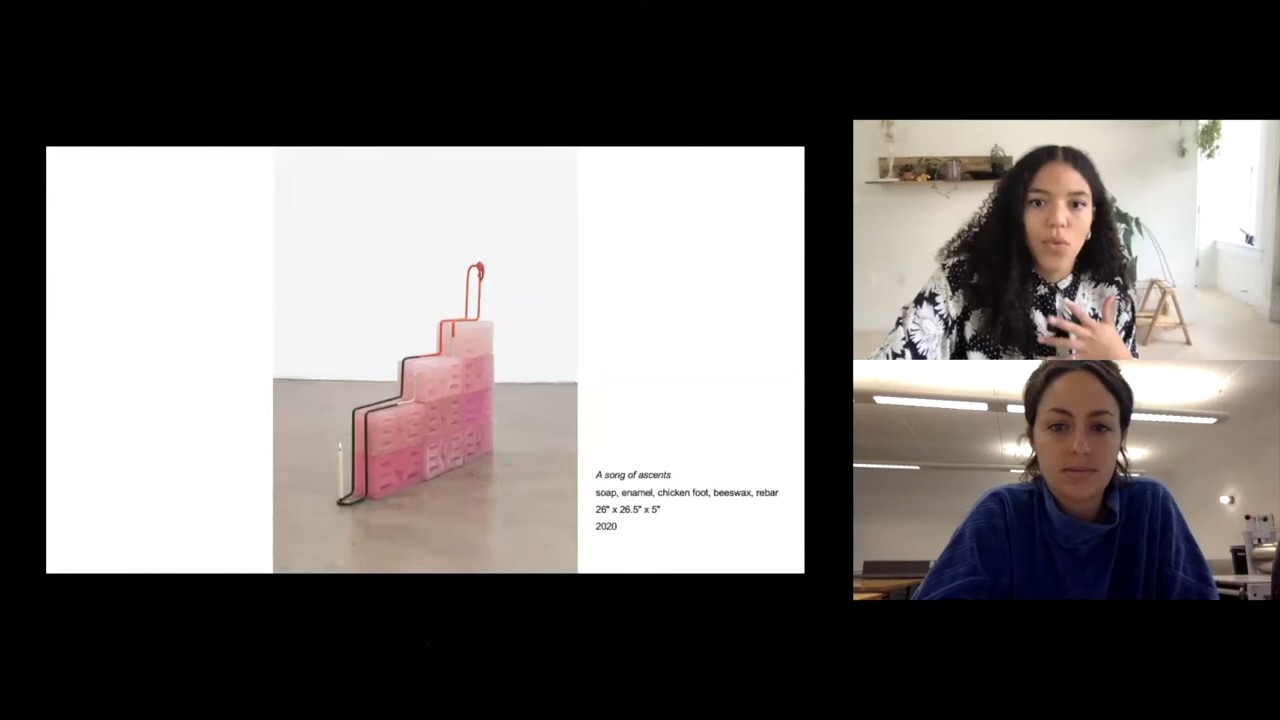 A song of ascents
soap, enamel, chicken foot, beeswax, rebar
26" x 26.5" x 5"
2020